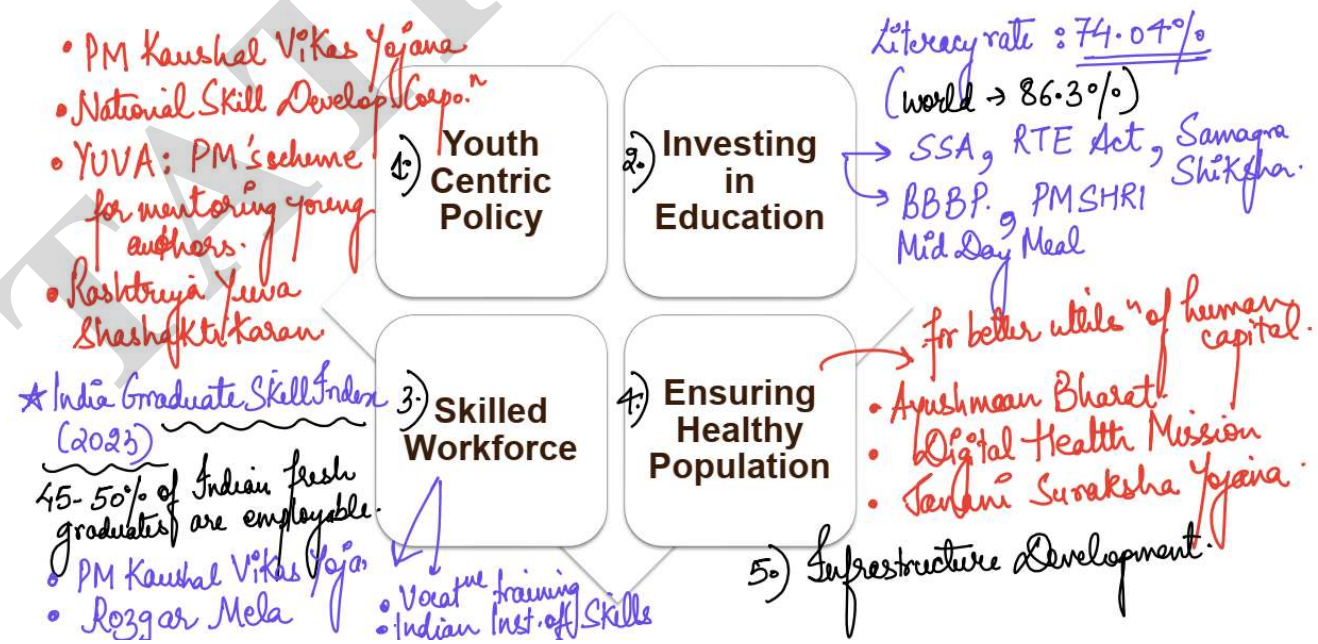 • PM Kaushal Vikas Yojana
• National Skill Develop. Corpo.ⁿ
• YUVA: PM's scheme
for mentoring young
authors.
• Rashtriya Yuva
Shashaktikaran
1.) Youth
Centric
Policy
2.) Investing
in
Education
Literacy rate : 74.04%
(world → 86.3%)
→ SSA, RTE Act, Samagra
Shiksha.
→ BBBP., PMSHRI
Mid Day Meal
★ India Graduate Skill Index
(2023)
45-50% of Indian fresh
graduates are employable.
• PM Kaushal Vikas Yoja.
• Rozgar Mela
3.) Skilled
Workforce
• Vocatⁿᵃˡ training
• Indian Inst. of Skills
4.) Ensuring
Healthy
Population
for better utilisⁿ of human
capital.
• Ayushmaan Bharat
• Digital Health Mission
• Janani Suraksha Yojana.
5.) Infrastructure Development.